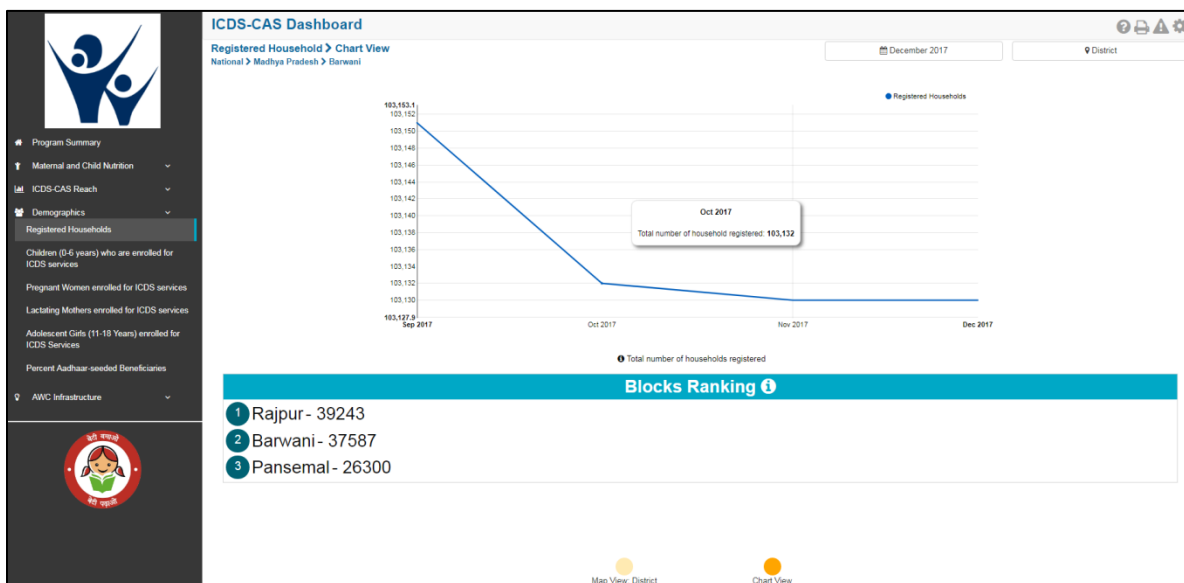 ICDS-CAS Dashboard
Registered Household > Chart View
National > Madhya Pradesh > Barwani
December 2017
District
Program Summary
Maternal and Child Nutrition
ICDS-CAS Reach
Demographics
Registered Households
Children (0-6 years) who are enrolled for
ICDS services
Pregnant Women enrolled for ICDS services
Lactating Mothers enrolled for ICDS services
Adolescent Girls (11-18 Years) enrolled for
ICDS Services
Percent Aadhaar-seeded Beneficiaries
AWC Infrastructure
बेटी बचाओ
बेटी पढ़ाओ
Registered Households
103,153.1
103,152
103,150
103,148
103,146
103,144
103,142
103,140
103,138
103,136
103,134
103,132
103,130
103,127.9
Oct 2017
Total number of household registered: 103,132
Sep 2017 Oct 2017 Nov 2017 Dec 2017
Total number of households registered
Blocks Ranking
1 Rajpur - 39243
2 Barwani - 37587
3 Pansemal - 26300
Map View: District Chart View